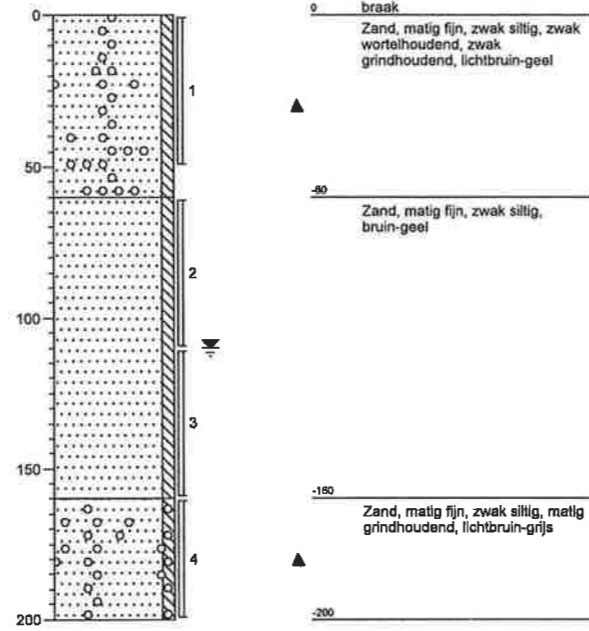 0
50
100
150
200
1
2
3
4
0
braak
Zand, matig fijn, zwak siltig, zwak
wortelhoudend, zwak
grindhoudend, lichtbruin-geel
-60
Zand, matig fijn, zwak siltig,
bruin-geel
-160
Zand, matig fijn, zwak siltig, matig
grindhoudend, lichtbruin-grijs
-200